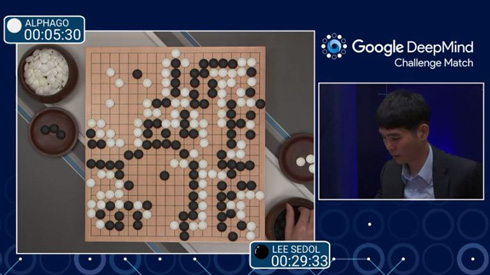 ALPHAGO
00:05:30
Google DeepMind
Challenge Match
LEE SEDOL
00:29:33